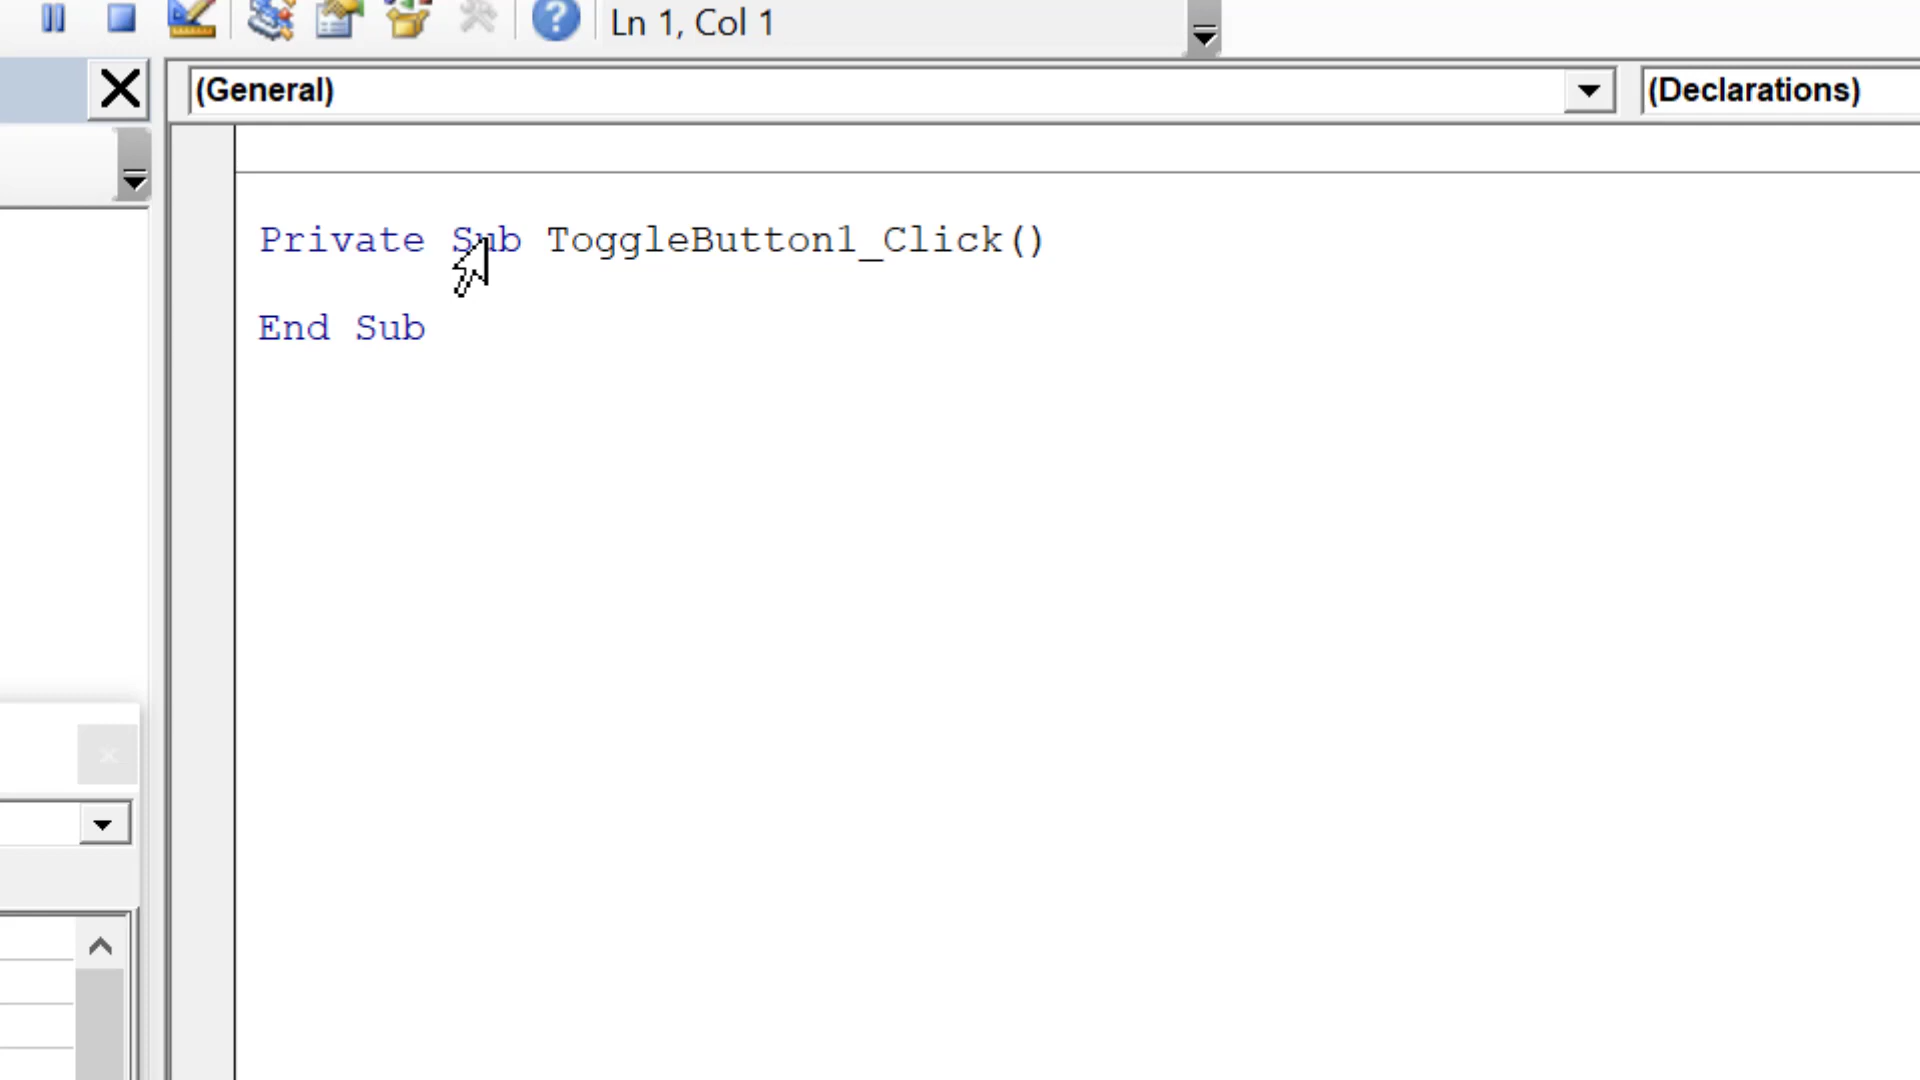 Ln 1, Col 1
(General)
(Declarations)
Private Sub ToggleButton1_Click()
End Sub